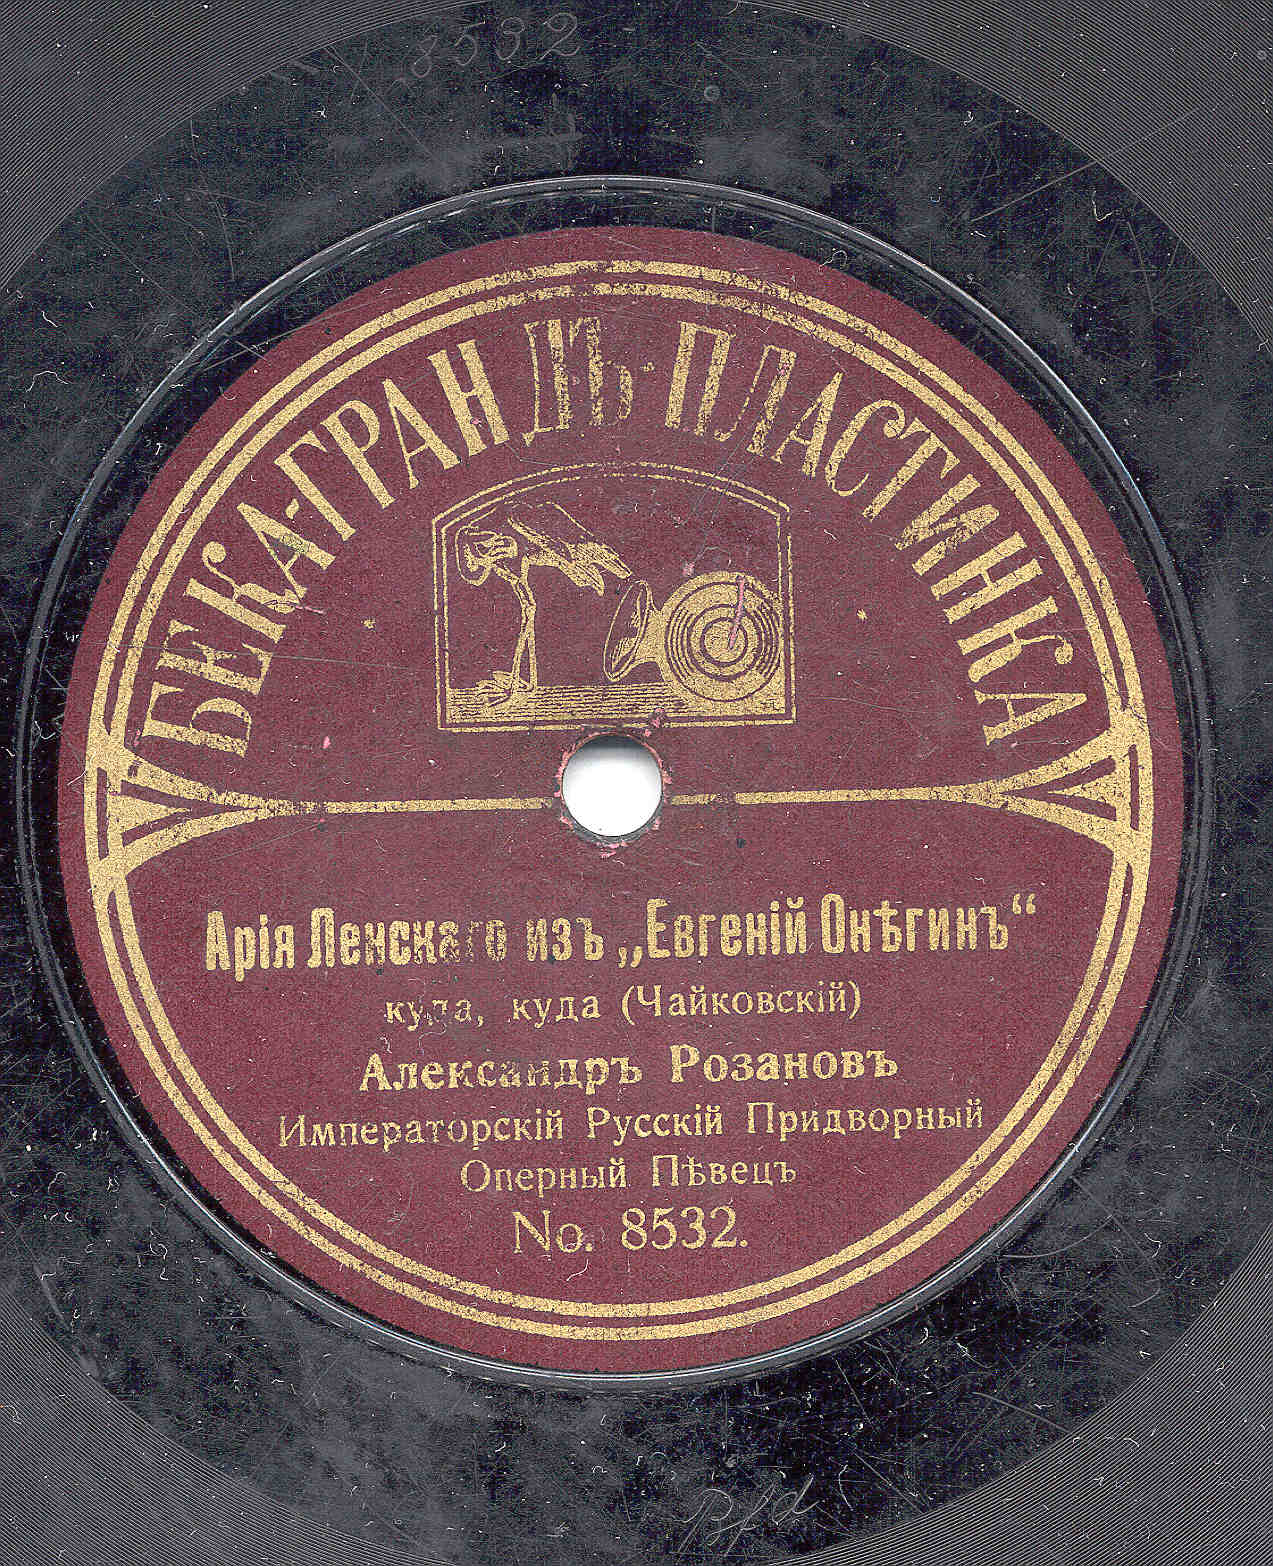 8532
БЕКА-ГРАНДЪ-ПЛАСТИНКА
Арія Ленскаго изъ „Евгеній Онѣгинъ“
куда, куда (Чайковскій)
Александръ Розановъ
Императорскій Русскій Придворный
Оперный Пѣвецъ
No. 8532.